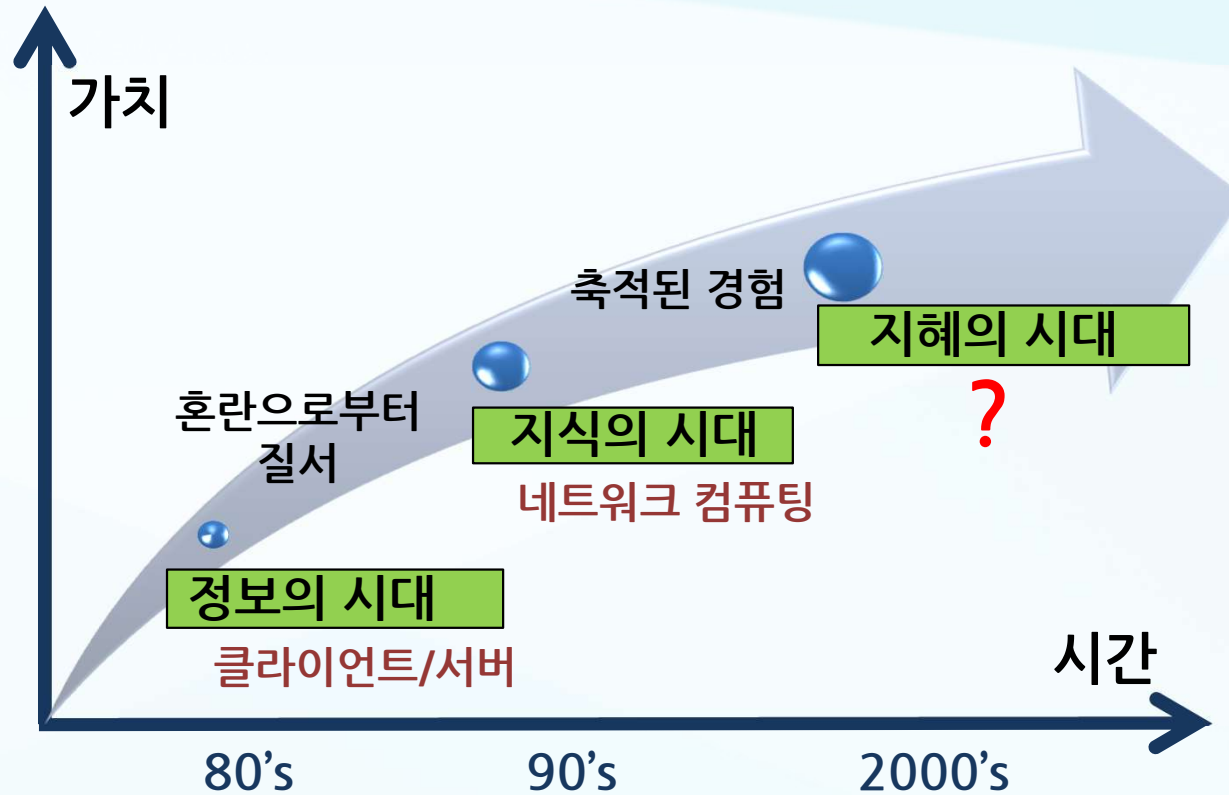 가치
축적된 경험
지혜의 시대
?
혼란으로부터
질서
지식의 시대
네트워크 컴퓨팅
정보의 시대
클라이언트/서버
시간
80’s
90’s
2000’s